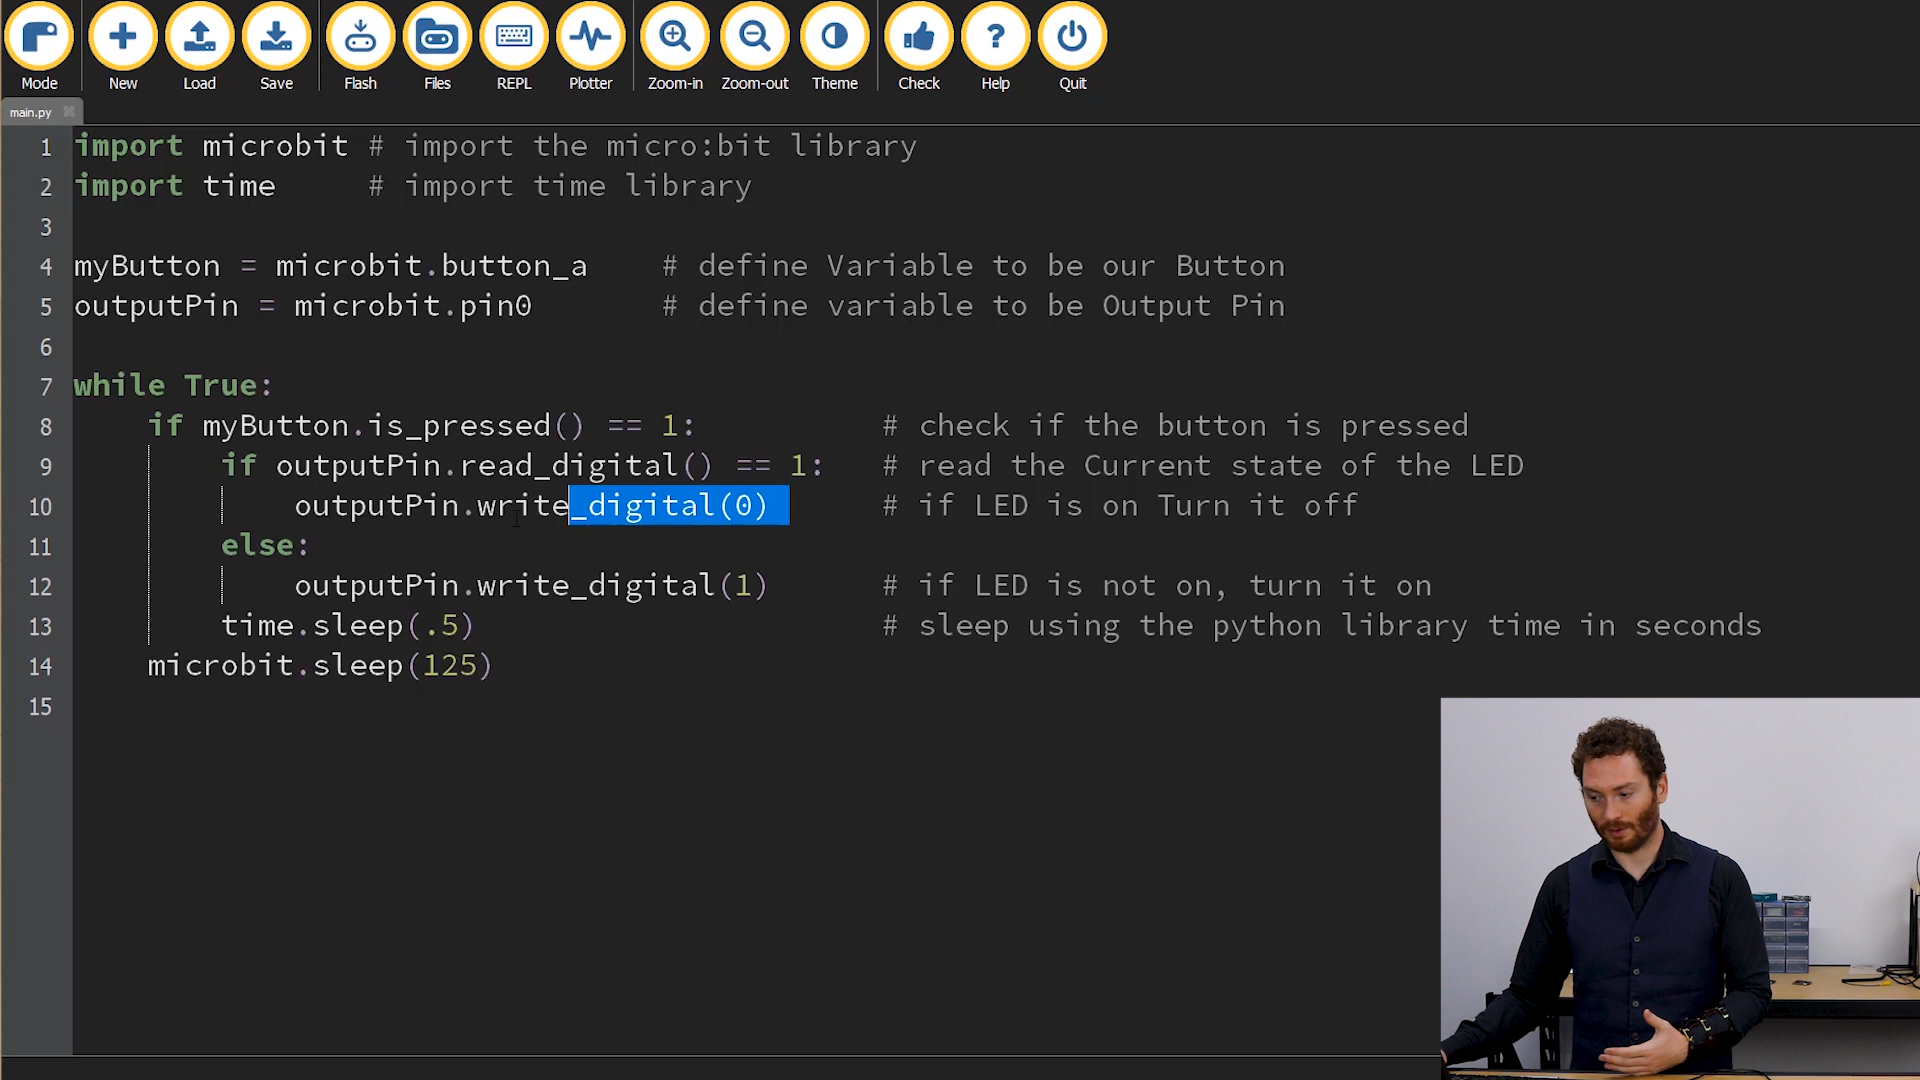 Mode New Load Save Flash Files REPL Plotter Zoom-in Zoom-out Theme Check Help Quit
main.py
1 import microbit # import the micro:bit library
2 import time # import time library
3
4 myButton = microbit.button_a # define Variable to be our Button
5 outputPin = microbit.pin0 # define variable to be Output Pin
6
7 while True:
8 if myButton.is_pressed() == 1: # check if the button is pressed
9 if outputPin.read_digital() == 1: # read the Current state of the LED
10 outputPin.write_digital(0) # if LED is on Turn it off
11 else:
12 outputPin.write_digital(1) # if LED is not on, turn it on
13 time.sleep(.5) # sleep using the python library time in seconds
14 microbit.sleep(125)
15